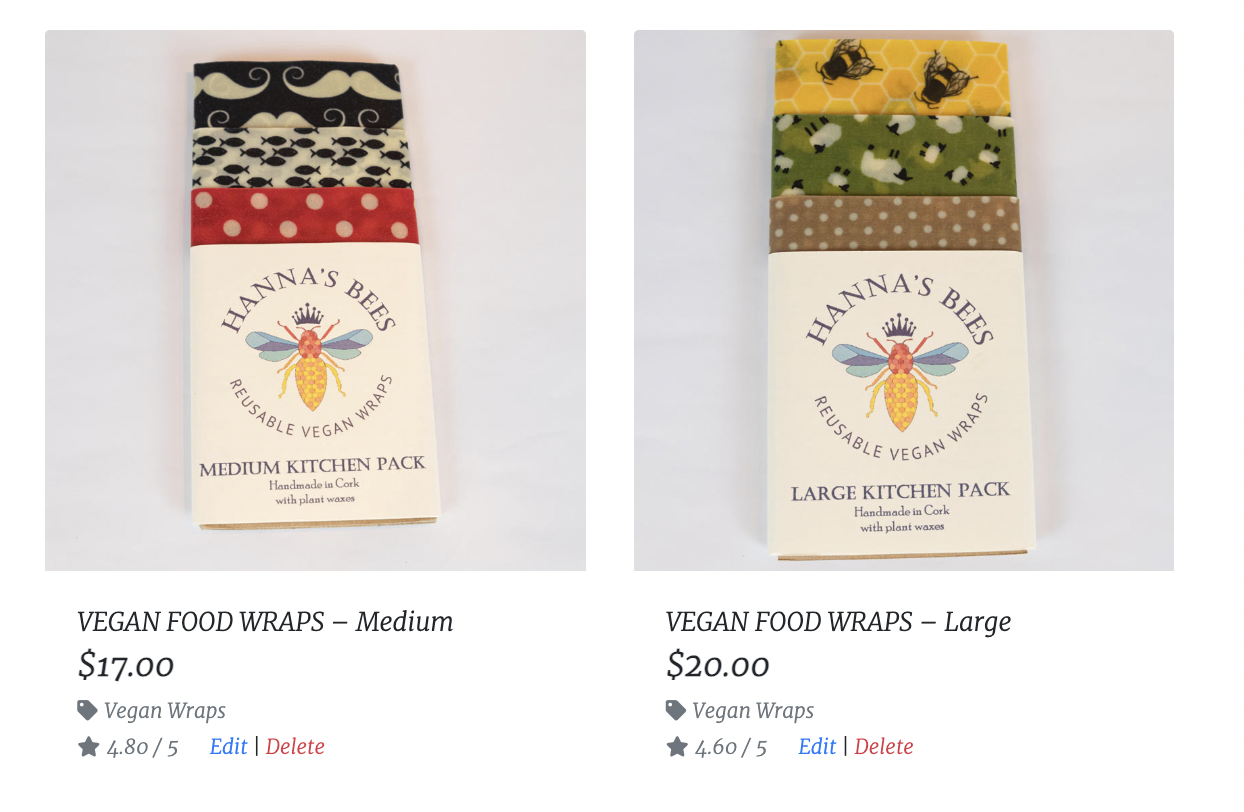 HANNA'S BEES
REUSABLE VEGAN WRAPS
MEDIUM KITCHEN PACK
Handmade in Cork
with plant waxes
VEGAN FOOD WRAPS – Medium
$17.00
Vegan Wraps
4.80 / 5 Edit | Delete
HANNA'S BEES
REUSABLE VEGAN WRAPS
LARGE KITCHEN PACK
Handmade in Cork
with plant waxes
VEGAN FOOD WRAPS – Large
$20.00
Vegan Wraps
4.60 / 5 Edit | Delete